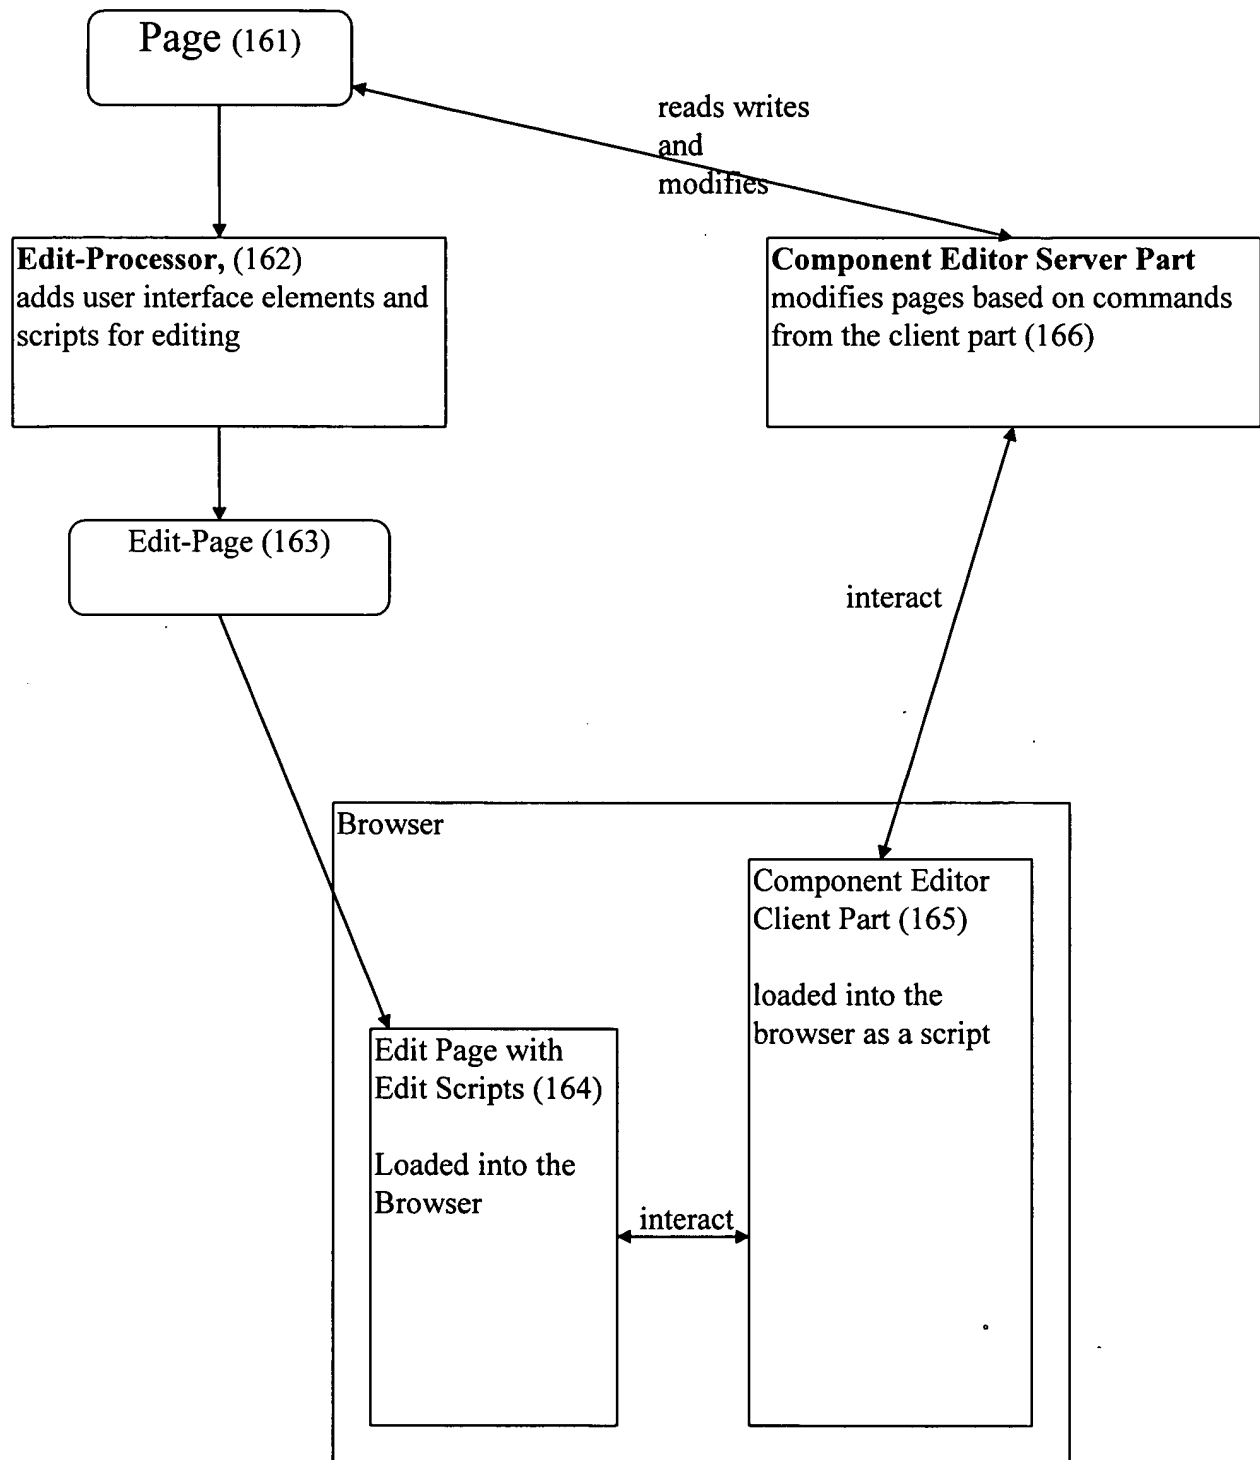 Page (161)
reads writes
and
modifies
Edit-Processor, (162)
adds user interface elements and
scripts for editing
Component Editor Server Part
modifies pages based on commands
from the client part (166)
Edit-Page (163)
interact
Browser
Component Editor
Client Part (165)
loaded into the
browser as a script
Edit Page with
Edit Scripts (164)
Loaded into the
Browser
interact